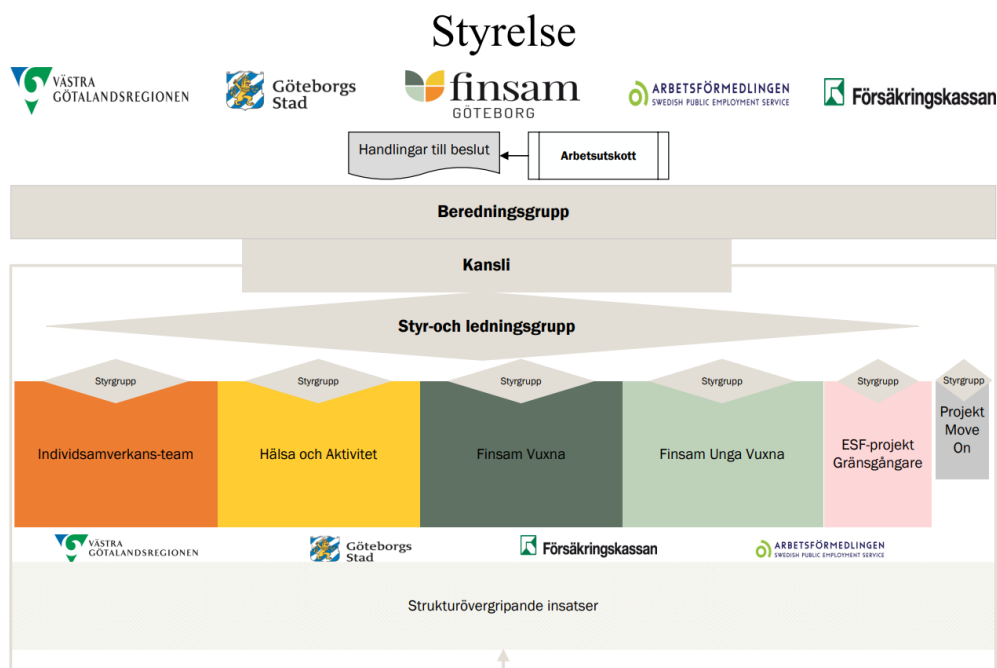 Styrelse
VÄSTRA
GÖTALANDSREGIONEN
Göteborgs
Stad
finsam
GÖTEBORG
ARBETSFÖRMEDLINGEN
SWEDISH PUBLIC EMPLOYMENT SERVICE
Försäkringskassan
Handlingar till beslut
Arbetsutskott
Beredningsgrupp
Kansli
Styr-och ledningsgrupp
Styrgrupp
Styrgrupp
Styrgrupp
Styrgrupp
Styrgrupp
Styrgrupp
Individsamverkans-team
Hälsa och Aktivitet
Finsam Vuxna
Finsam Unga Vuxna
ESF-projekt
Gränsgångare
Projekt
Move
On
VÄSTRA
GÖTALANDSREGIONEN
Göteborgs
Stad
Försäkringskassan
ARBETSFÖRMEDLINGEN
SWEDISH PUBLIC EMPLOYMENT SERVICE
Strukturövergripande insatser